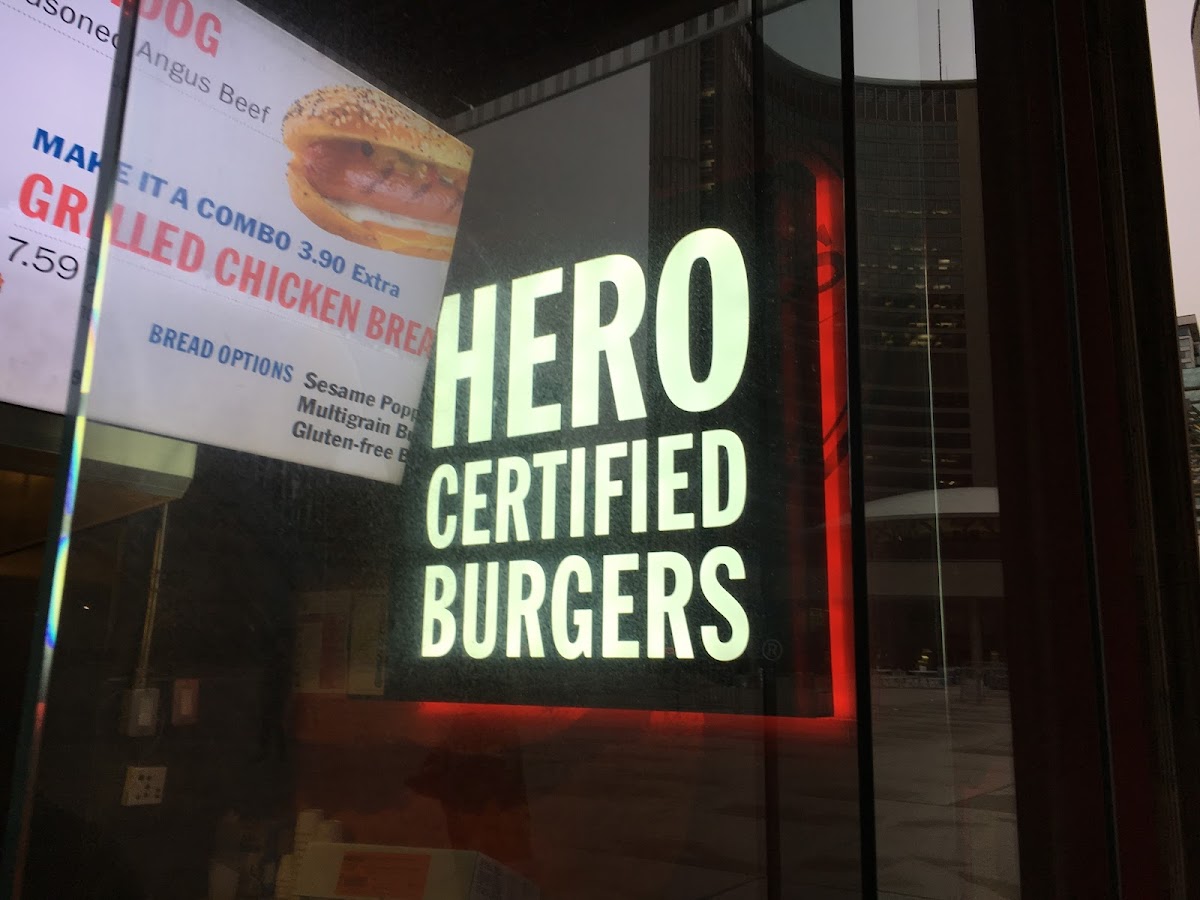 DOG
Angus Beef
MAKE IT A COMBO 3.90 Extra
GRILLED CHICKEN
7.59
BREAD OPTIONS
Sesame
Multigrain
Gluten-free
HERO
CERTIFIED
BURGERS
®